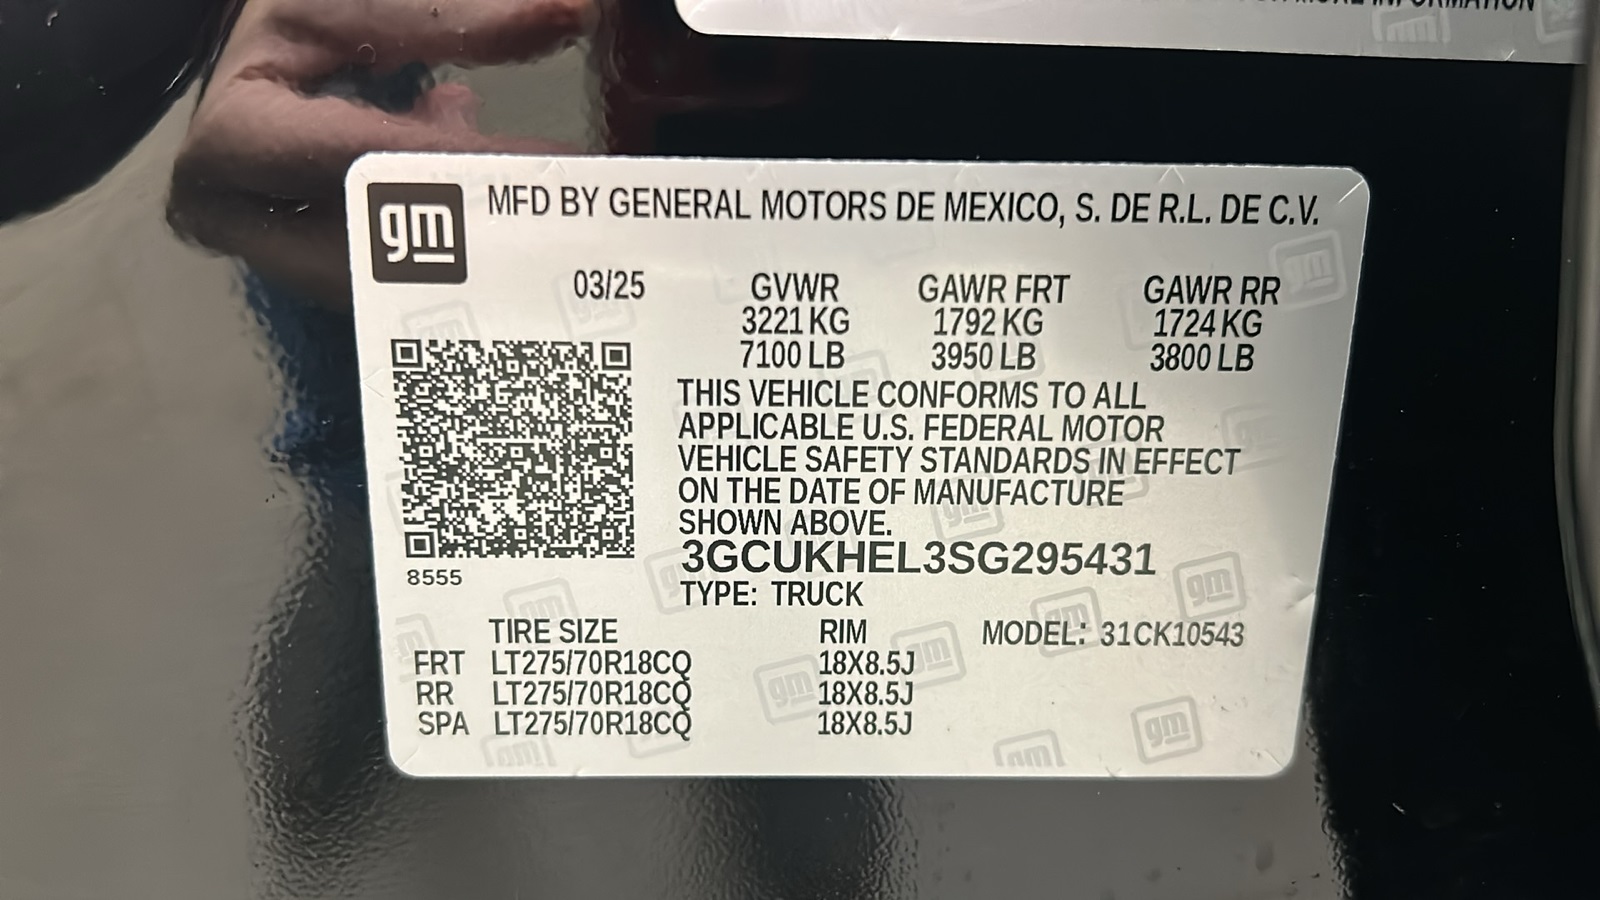 INFORMATION
gm
MFD BY GENERAL MOTORS DE MEXICO, S. DE R.L. DE C.V.
03/25 GVWR GAWR FRT GAWR RR
3221 KG 1792 KG 1724 KG
7100 LB 3950 LB 3800 LB
THIS VEHICLE CONFORMS TO ALL
APPLICABLE U.S. FEDERAL MOTOR
VEHICLE SAFETY STANDARDS IN EFFECT
ON THE DATE OF MANUFACTURE
SHOWN ABOVE.
3GCUKHEL3SG295431
8555
TYPE: TRUCK
TIRE SIZE RIM MODEL: 31CK10543
FRT LT275/70R18CQ 18X8.5J
RR LT275/70R18CQ 18X8.5J
SPA LT275/70R18CQ 18X8.5J